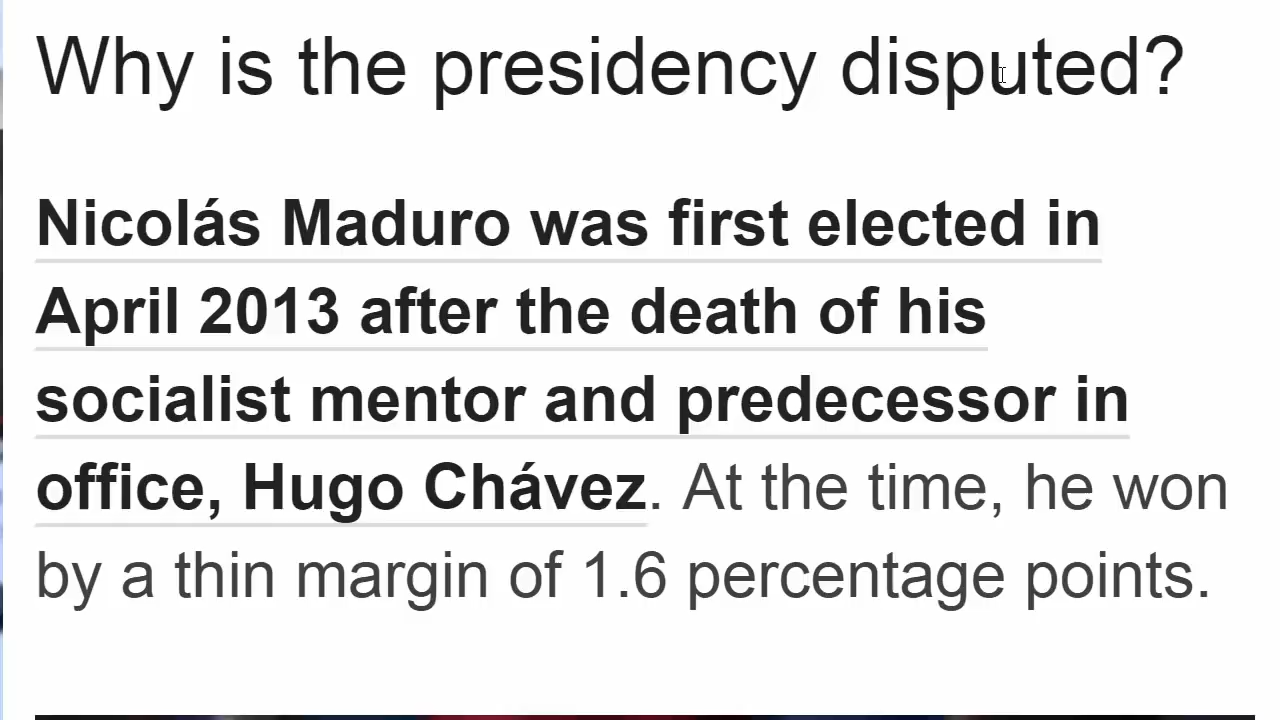 Why is the presidency disputed?
Nicolás Maduro was first elected in
April 2013 after the death of his
socialist mentor and predecessor in
office, Hugo Chávez. At the time, he won
by a thin margin of 1.6 percentage points.